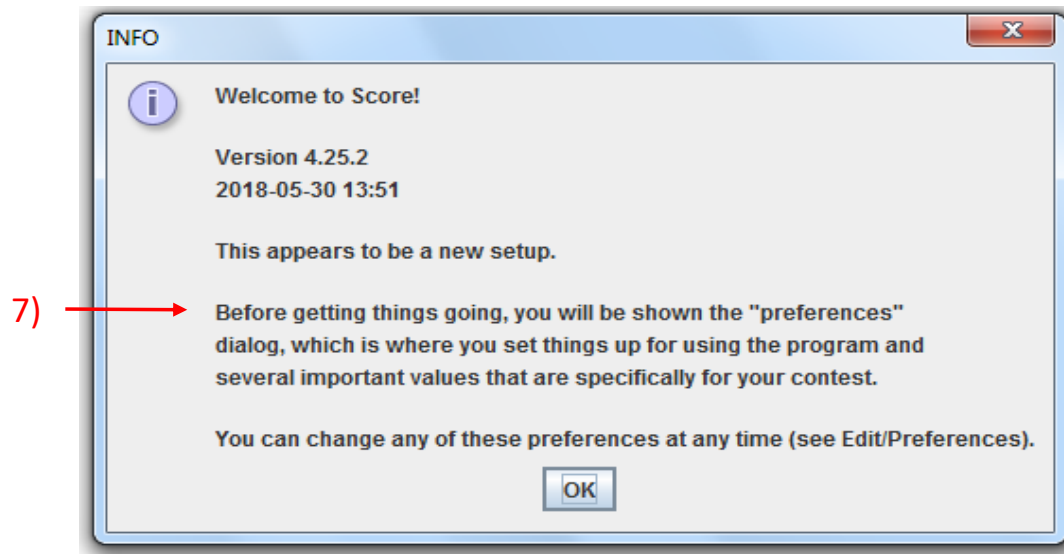 INFO
Welcome to Score!
Version 4.25.2
2018-05-30 13:51
This appears to be a new setup.
7)
Before getting things going, you will be shown the "preferences"
dialog, which is where you set things up for using the program and
several important values that are specifically for your contest.
You can change any of these preferences at any time (see Edit/Preferences).
OK